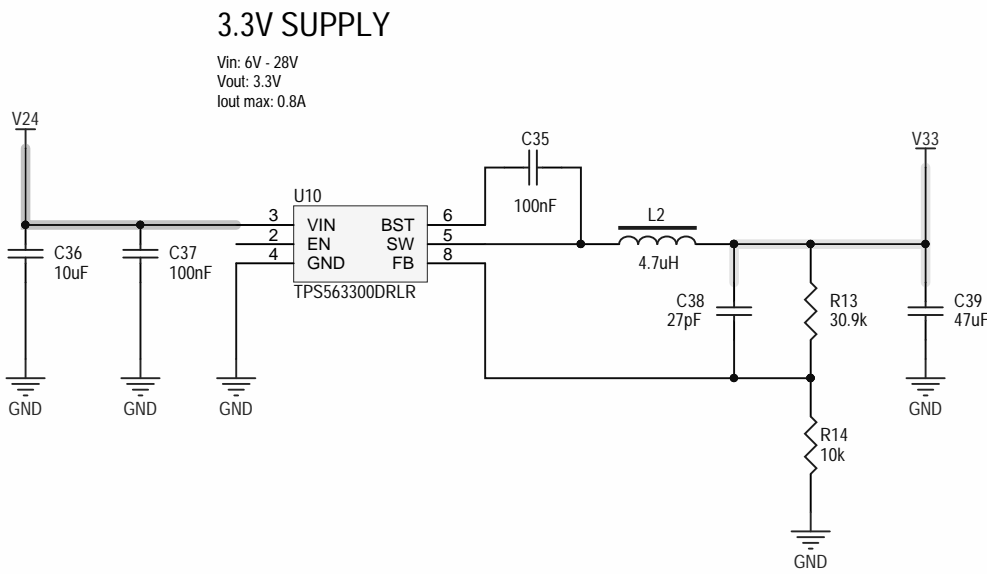 3.3V SUPPLY
Vin: 6V - 28V
Vout: 3.3V
Iout max: 0.8A
V24
C35
100nF
V33
U10
3
VIN
BST
6
2
EN
SW
5
4
GND
FB
8
TPS563300DRLR
L2
4.7uH
C36
10uF
C37
100nF
C38
27pF
R13
30.9k
C39
47uF
GND
GND
GND
GND
R14
10k
GND